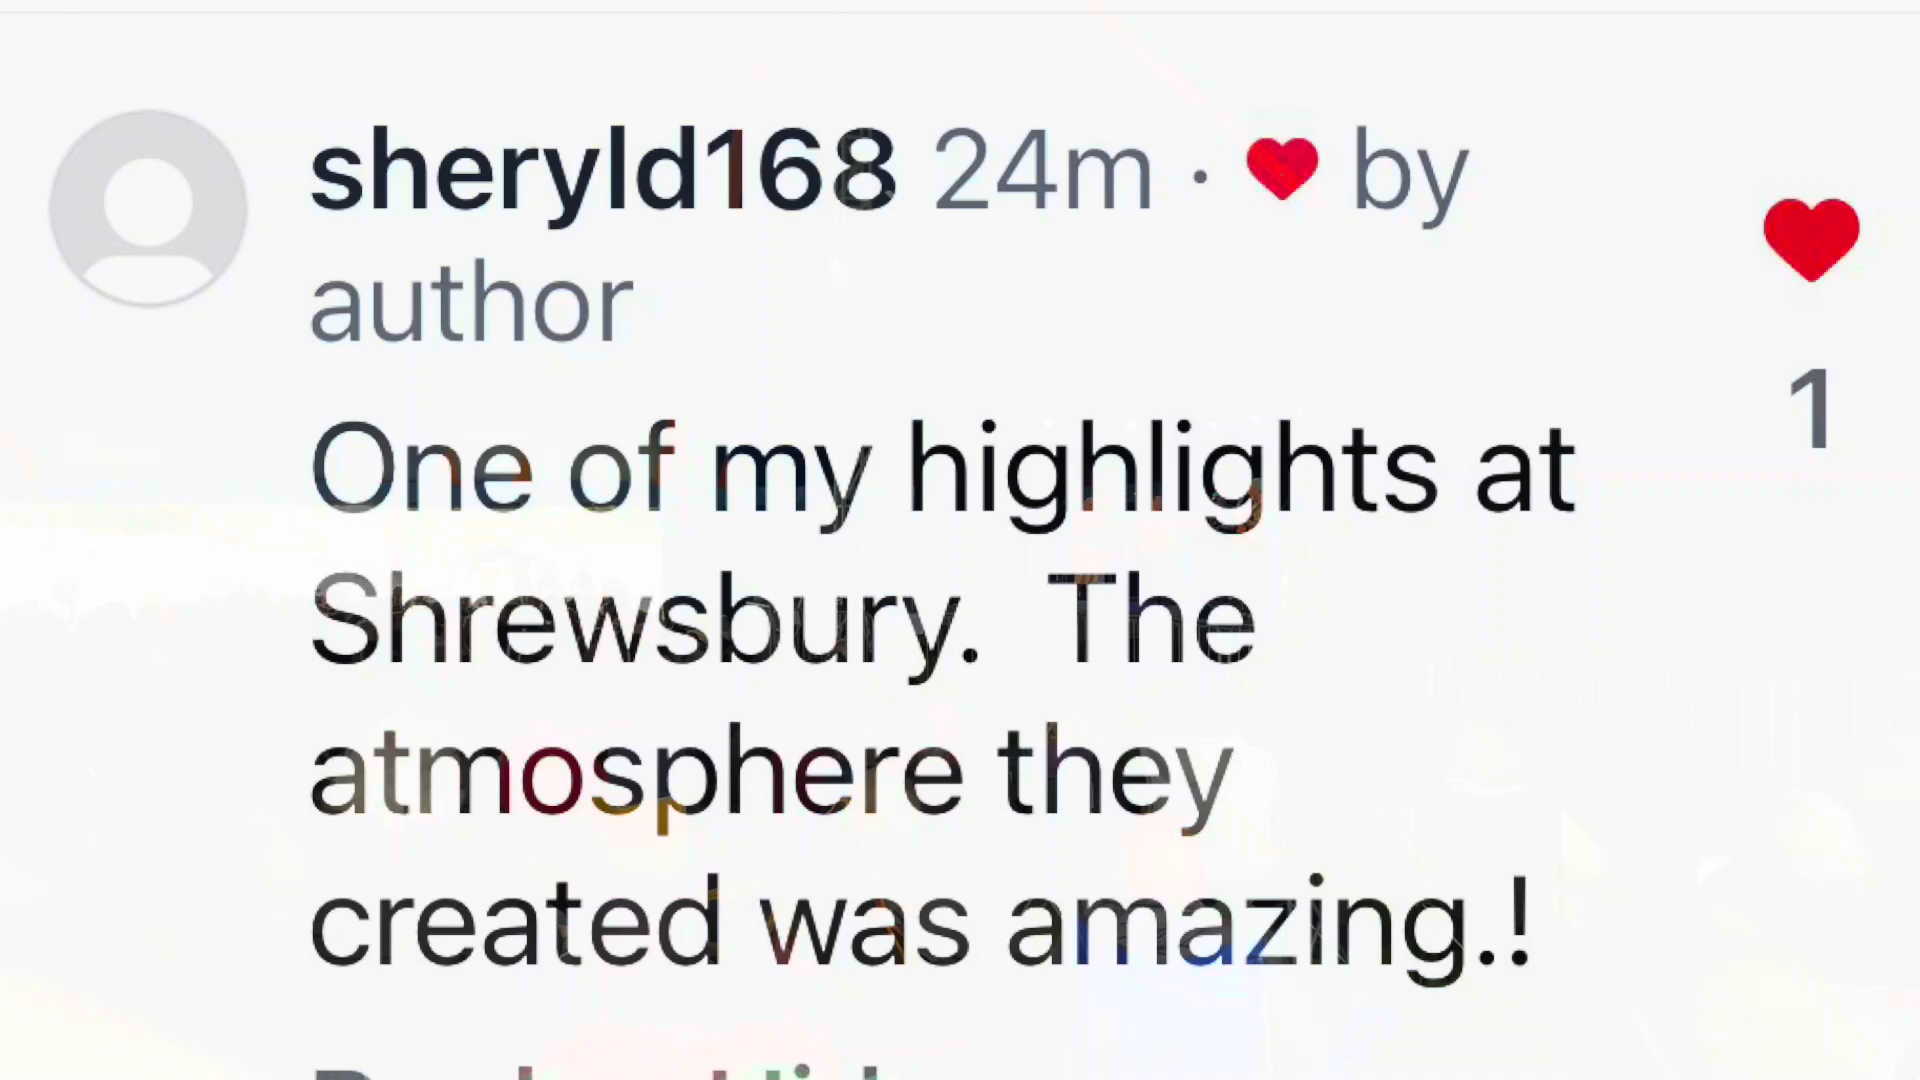 sheryld168 24m · ❤️ by
author
1
One of my highlights at
Shrewsbury.  The
atmosphere they
created was amazing.!